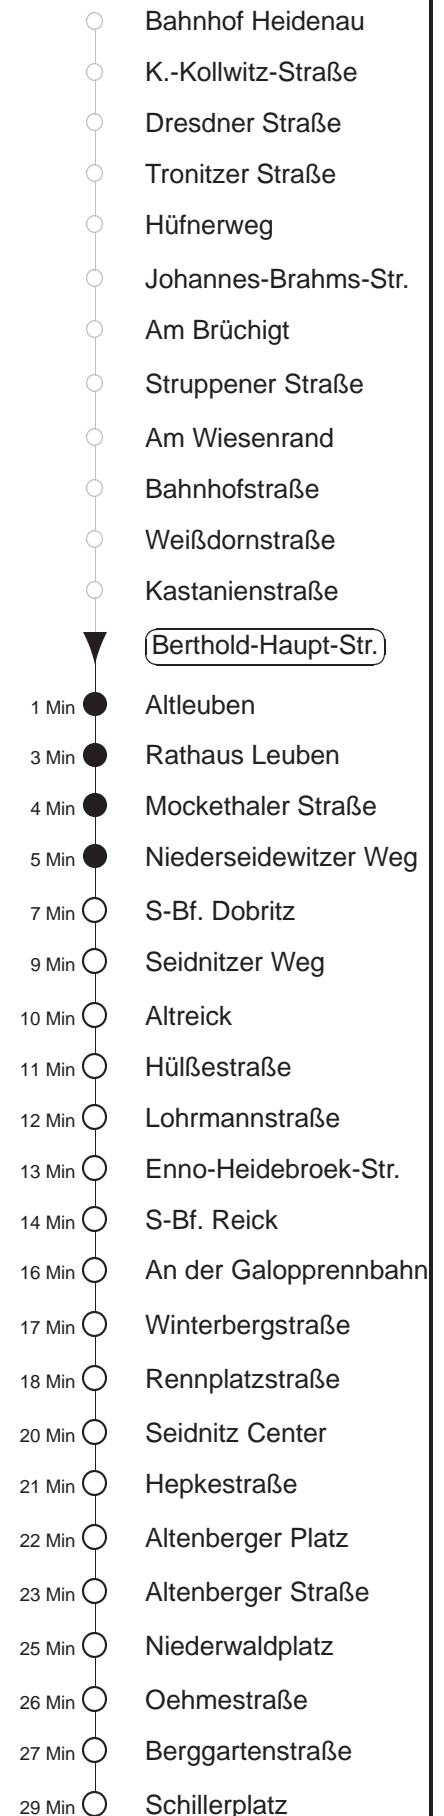 Bahnhof Heidenau
K.-Kollwitz-Straße
Dresdner Straße
Tronitzer Straße
Hüfnerweg
Johannes-Brahms-Str.
Am Brüchigt
Struppener Straße
Am Wiesenrand
Bahnhofstraße
Weißdornstraße
Kastanienstraße
Berthold-Haupt-Str.
1 Min Altleuben
3 Min Rathaus Leuben
4 Min Mockethaler Straße
5 Min Niederseidewitzer Weg
7 Min S-Bf. Dobritz
9 Min Seidnitzer Weg
10 Min Altreick
11 Min Hülßestraße
12 Min Lohrmannstraße
13 Min Enno-Heidebroek-Str.
14 Min S-Bf. Reick
16 Min An der Galopprennbahn
17 Min Winterbergstraße
18 Min Rennplatzstraße
20 Min Seidnitz Center
21 Min Hepkestraße
22 Min Altenberger Platz
23 Min Altenberger Straße
25 Min Niederwaldplatz
26 Min Oehmestraße
27 Min Berggartenstraße
29 Min Schillerplatz